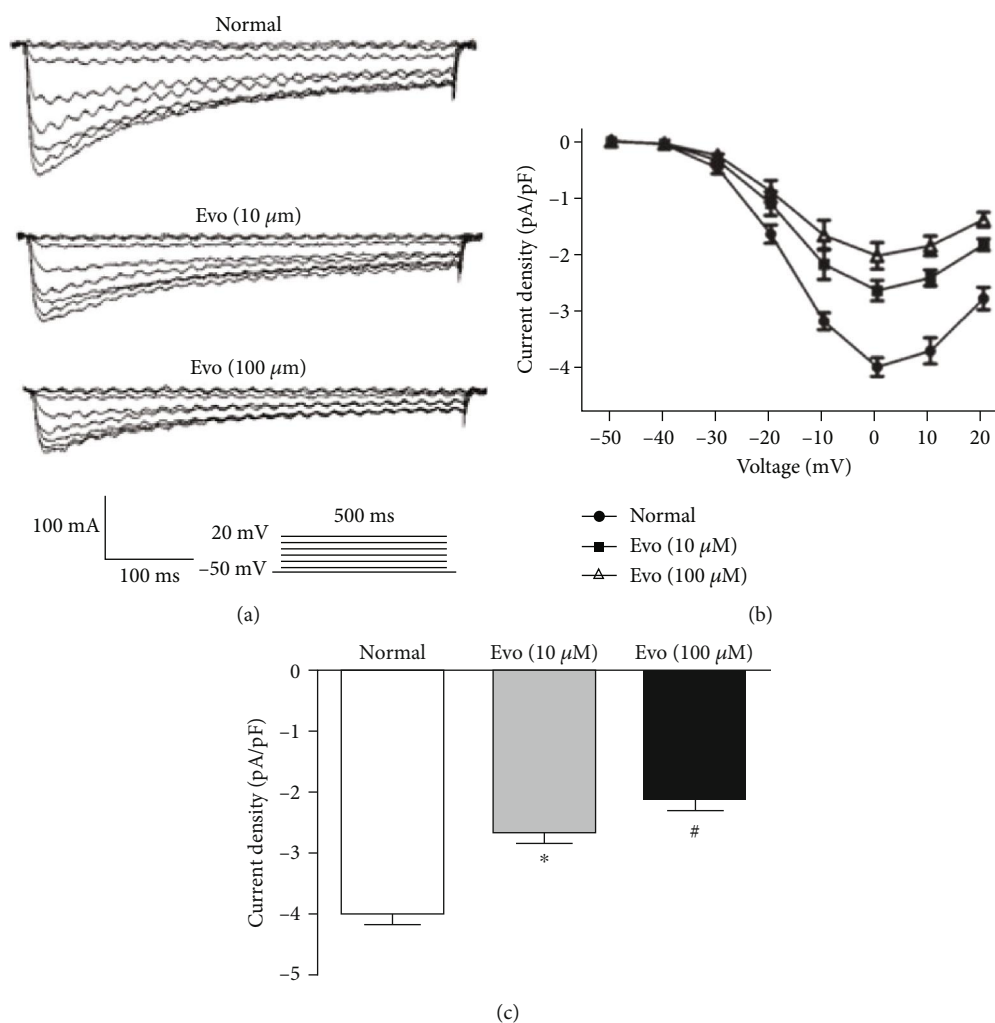 Normal
Evo (10 μm)
Evo (100 μm)
100 mA
100 ms
20 mV
500 ms
–50 mV
(a)
Current density (pA/pF)
0
–1
–2
–3
–4
–50 –40 –30 –20 –10 0 10 20
Voltage (mV)
Normal
Evo (10 μM)
Evo (100 μM)
(b)
Normal Evo (10 μM) Evo (100 μM)
Current density (pA/pF)
0
–1
–2
–3
–4
–5
*
#
(c)